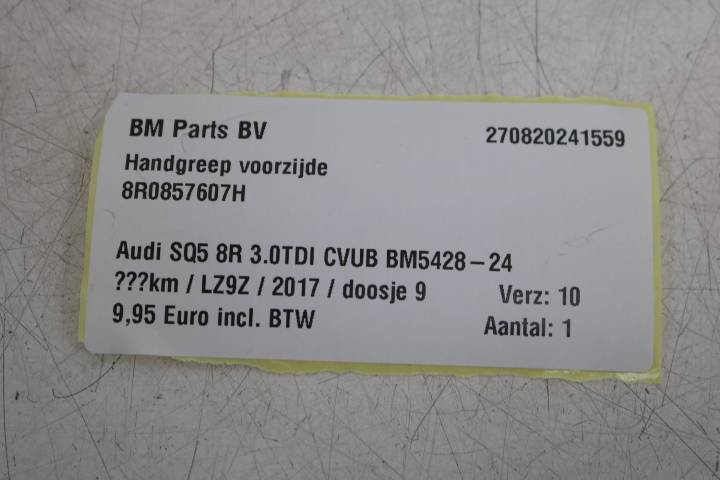 BM Parts BV 270820241559
Handgreep voorzijde
8R0857607H
Audi SQ5 8R 3.0TDI CVUB BM5428-24
???km / LZ9Z / 2017 / doosje 9 Verz: 10
9,95 Euro incl. BTW Aantal: 1